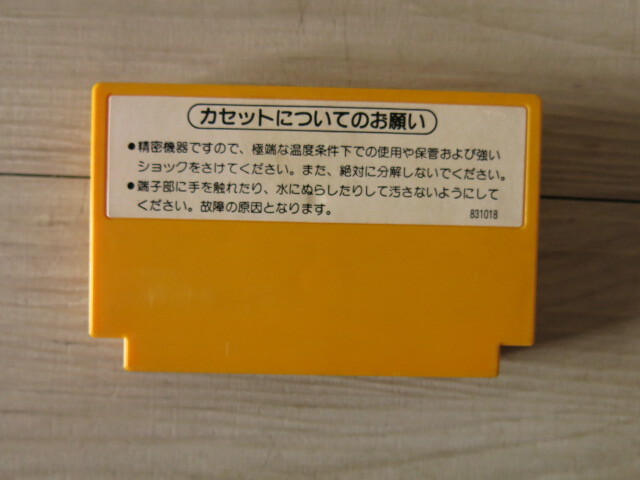 カセットについてのお願い
●精密機器ですので、極端な温度条件下での使用や保管および強い
ショックをさけてください。また、絶対に分解しないでください。
●端子部に手を触れたり、水にぬらしたりして汚さないようにして
ください。故障の原因となります。
831018